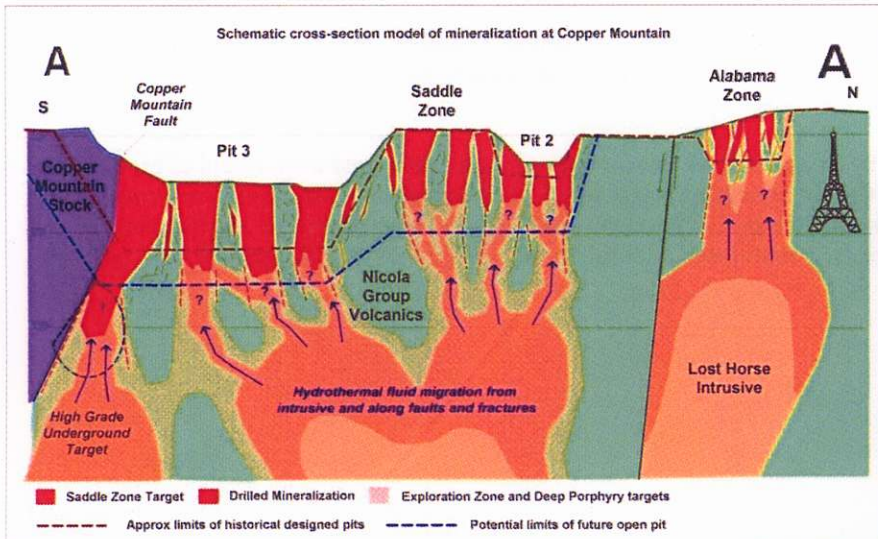 Schematic cross-section model of mineralization at Copper Mountain
A
A
S
N
Copper
Mountain
Fault
Saddle
Zone
Alabama
Zone
Pit 3
Pit 2
Copper
Mountain
Stock
?
?
?
?
?
?
?
?
?
Nicola
Group
Volcanics
Hydrothermal fluid migration from
intrusive and along faults and fractures
Lost Horse
Intrusive
High Grade
Underground
Target
Saddle Zone Target
Drilled Mineralization
Exploration Zone and Deep Porphyry targets
Approx limits of historical designed pits
Potential limits of future open pit